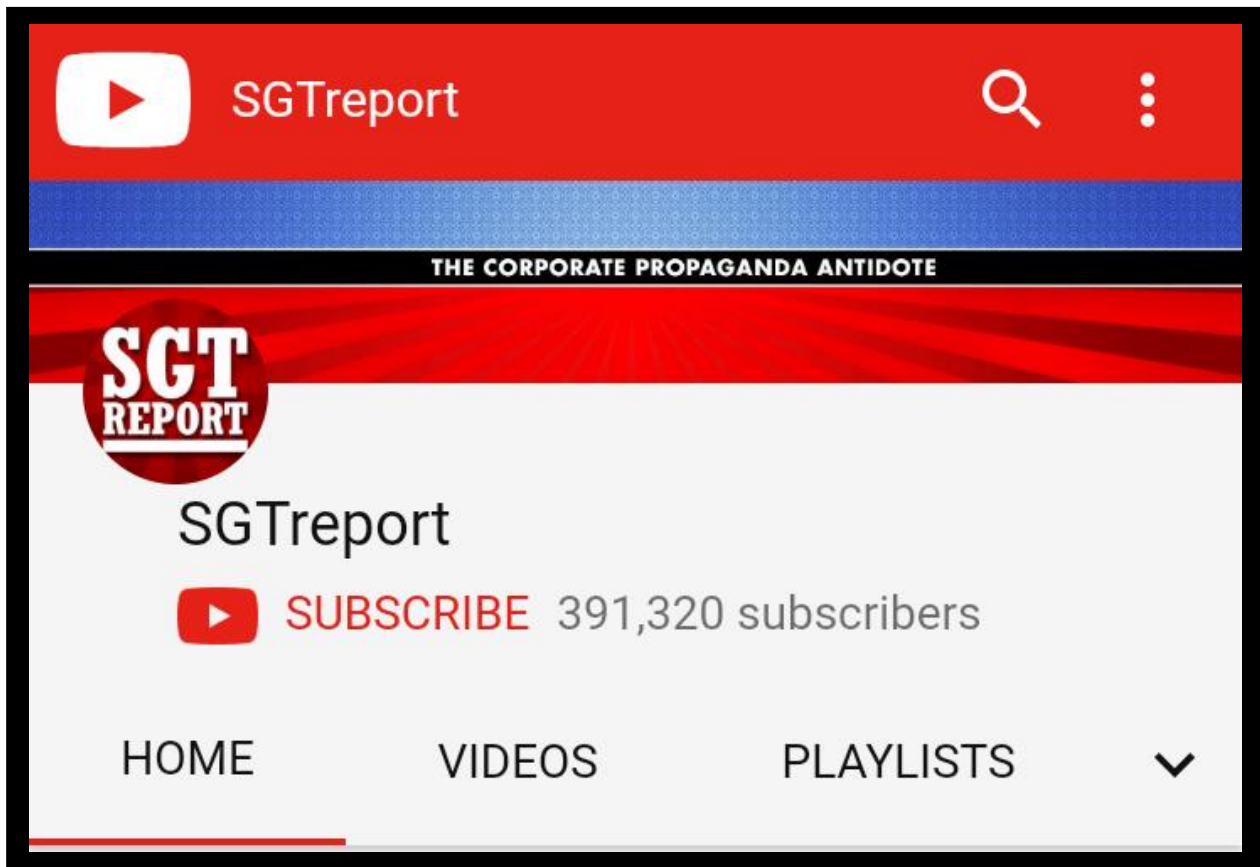 SGTreport
THE CORPORATE PROPAGANDA ANTIDOTE
SGT
REPORT
SGTreport
SUBSCRIBE 391,320 subscribers
HOME VIDEOS PLAYLISTS